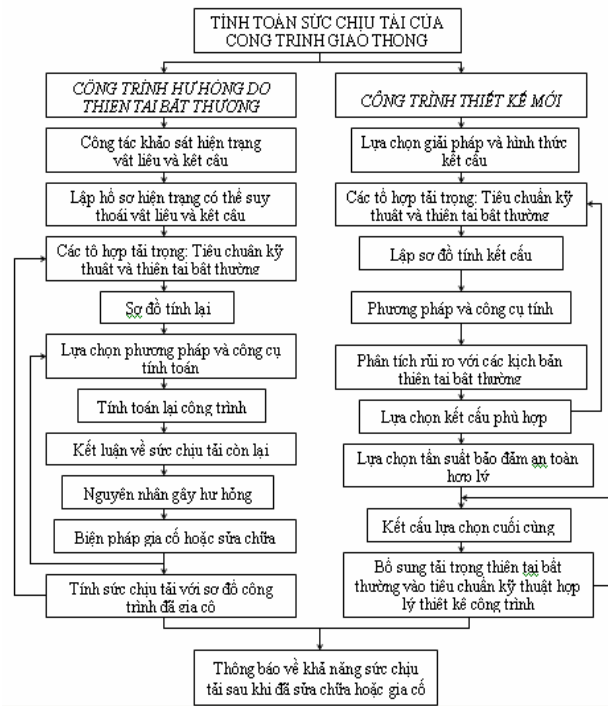 TÍNH TOÁN SỨC CHỊU TẢI CỦA
CÔNG TRÌNH GIAO THÔNG
CÔNG TRÌNH HƯ HỎNG DO
THIÊN TAI BẤT THƯỜNG
Công tác khảo sát hiện trạng
vật liệu và kết cấu
Lập hồ sơ hiện trạng có thể suy
thoái vật liệu và kết cấu
Các tổ hợp tải trọng: Tiêu chuẩn kỹ
thuật và thiên tai bất thường
Sơ đồ tính lại
Lựa chọn phương pháp và công cụ
tính toán
Tính toán lại công trình
Kết luận về sức chịu tải còn lại
Nguyên nhân gây hư hỏng
Biện pháp gia cố hoặc sửa chữa
Tính sức chịu tải với sơ đồ công
trình đã gia cố
CÔNG TRÌNH THIẾT KẾ MỚI
Lựa chọn giải pháp và hình thức
kết cấu
Các tổ hợp tải trọng: Tiêu chuẩn kỹ
thuật và thiên tai bất thường
Lập sơ đồ tính kết cấu
Phương pháp và công cụ tính
Phân tích rủi ro với các kịch bản
thiên tai bất thường
Lựa chọn kết cấu phù hợp
Lựa chọn tần suất bảo đảm an toàn
hợp lý
Kết cấu lựa chọn cuối cùng
Bổ sung tải trọng thiên tai bất
thường vào tiêu chuẩn kỹ thuật hợp
lý thiết kế công trình
Thông báo về khả năng sức chịu
tải sau khi đã sửa chữa hoặc gia cố